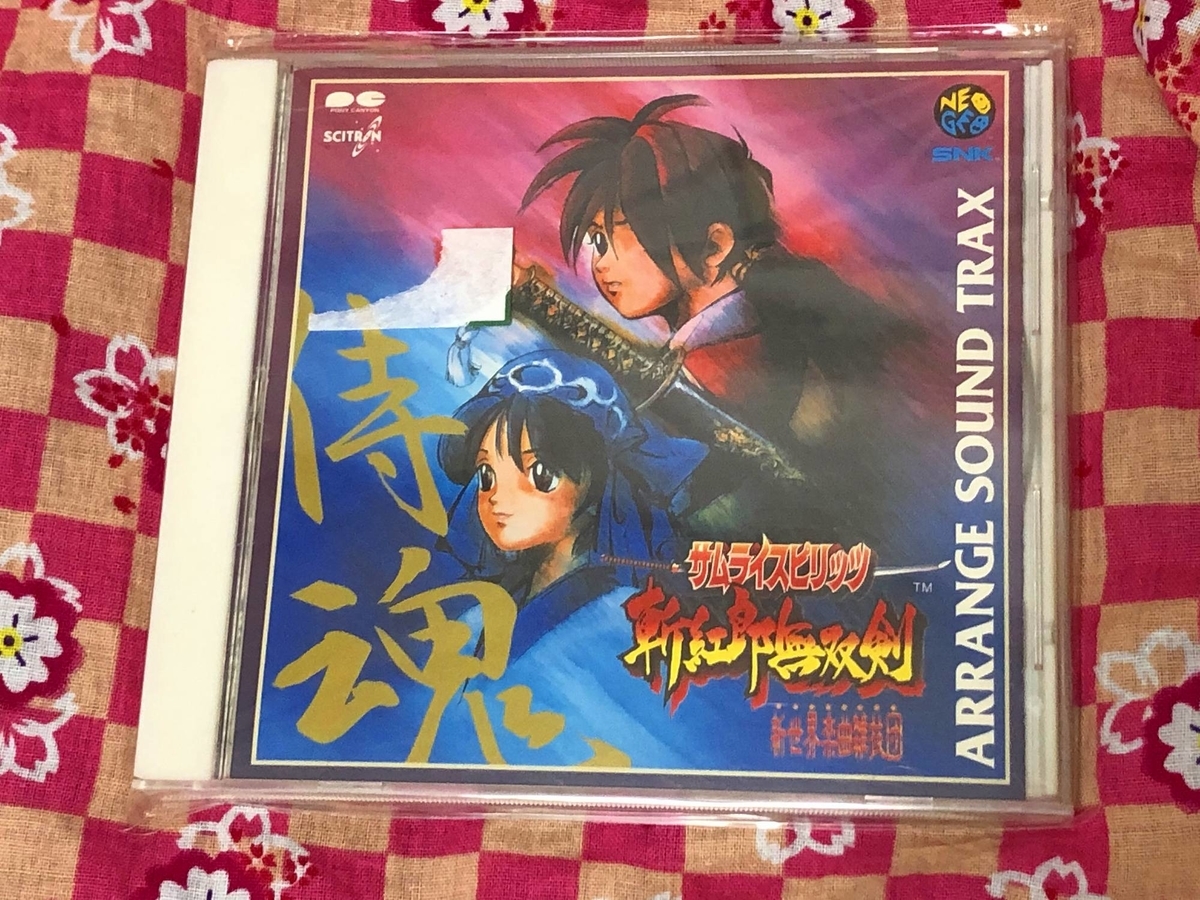 PONY CANYON
SCITRON
NEO
GEO
SNK
ARRANGE SOUND TRAX
侍
魂
サムライスピリッツ
TM
斬紅郎無双剣
新世界楽曲雑技団